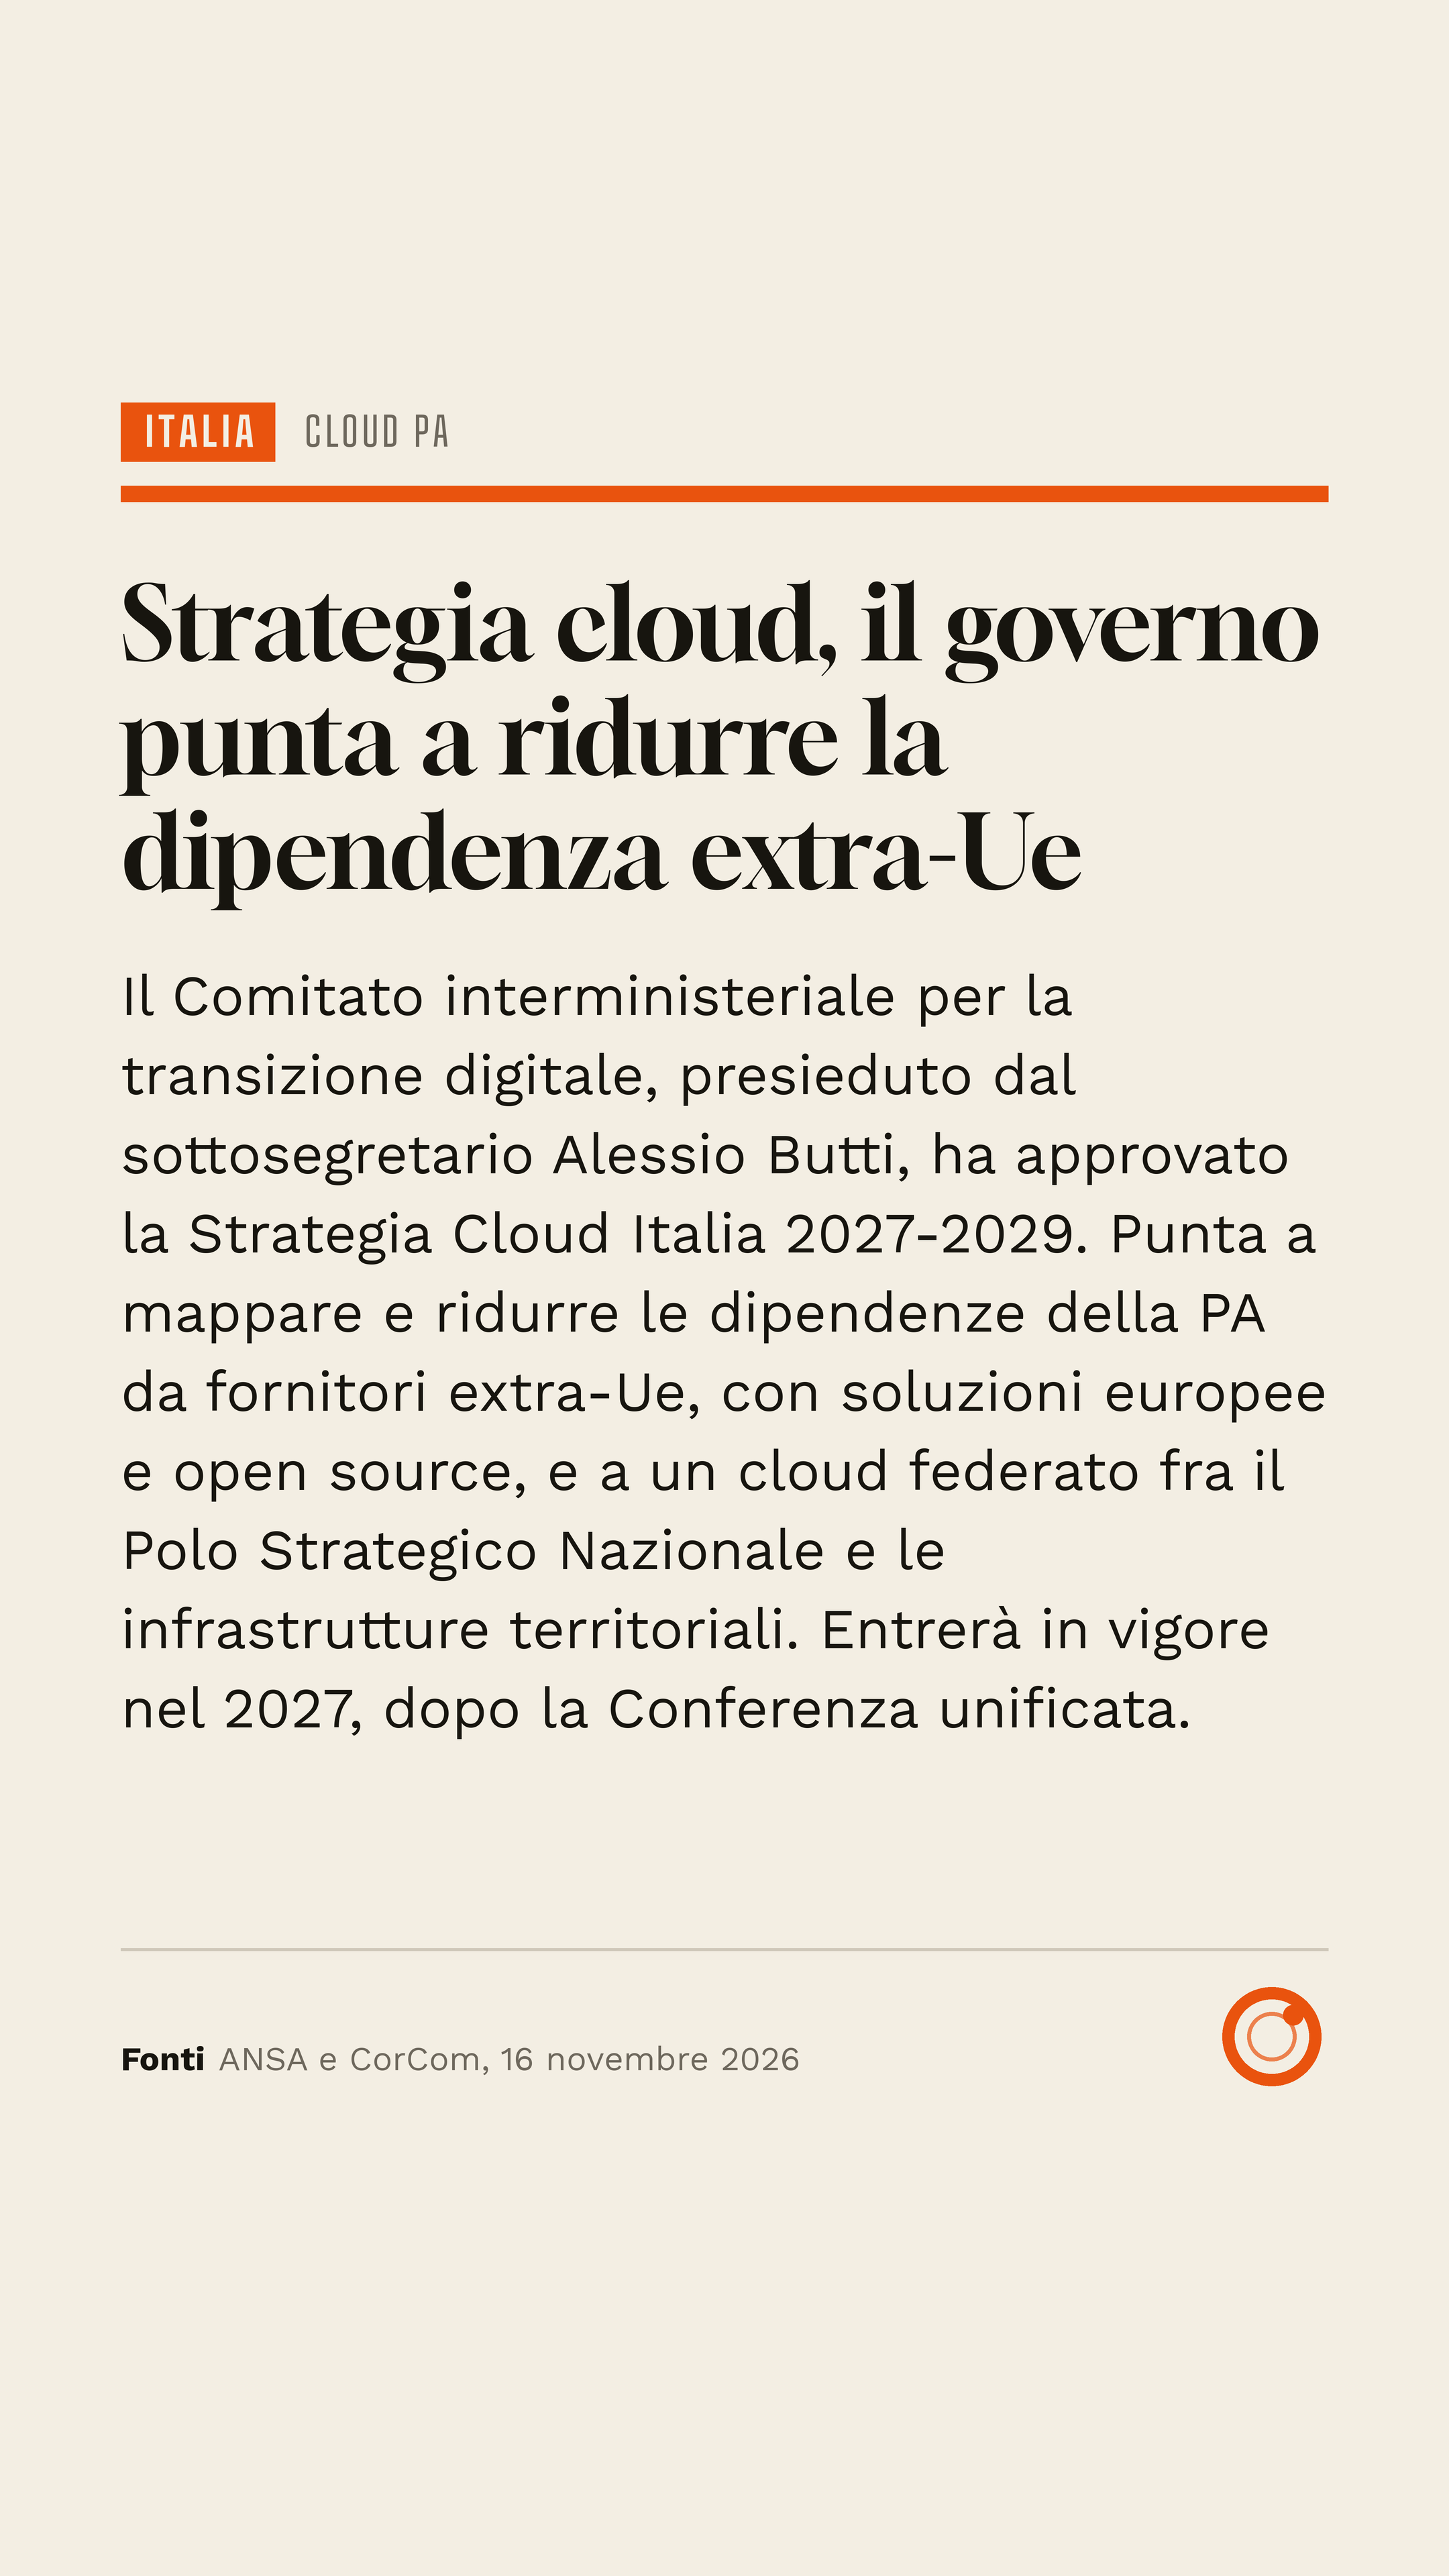 ITALIA CLOUD PA
Strategia cloud, il governo
punta a ridurre la
dipendenza extra-Ue
Il Comitato interministeriale per la
transizione digitale, presieduto dal
sottosegretario Alessio Butti, ha approvato
la Strategia Cloud Italia 2027-2029. Punta a
mappare e ridurre le dipendenze della PA
da fornitori extra-Ue, con soluzioni europee
e open source, e a un cloud federato fra il
Polo Strategico Nazionale e le
infrastrutture territoriali. Entrerà in vigore
nel 2027, dopo la Conferenza unificata.
Fonti ANSA e CorCom, 16 novembre 2026